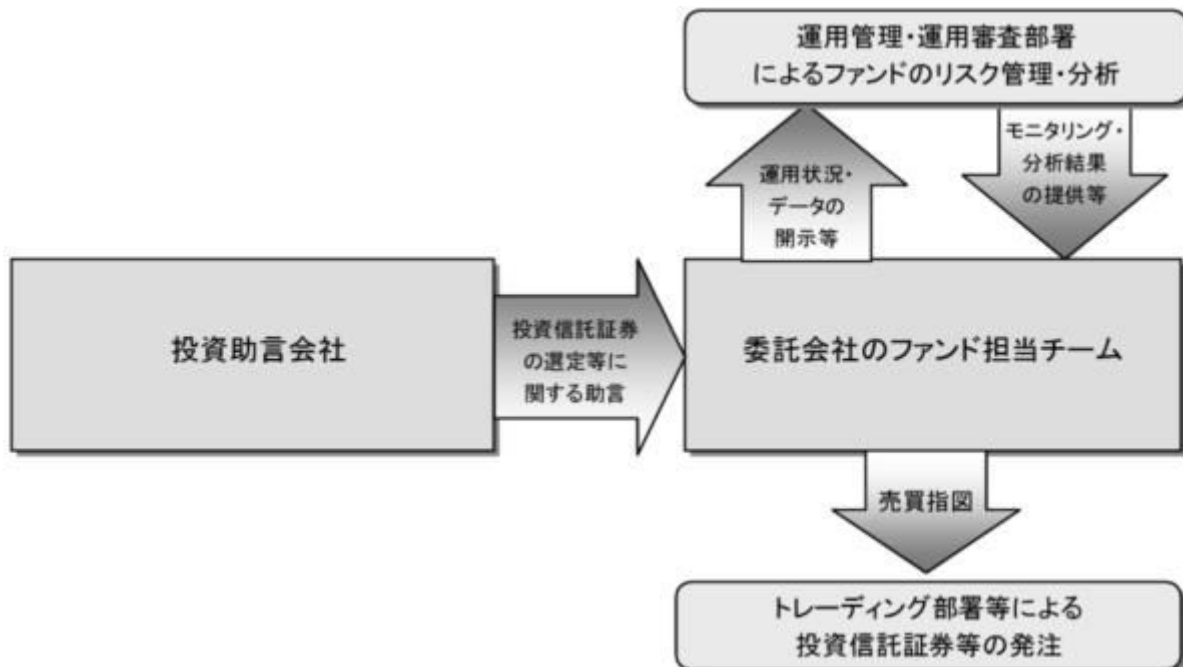 運用管理・運用審査部署
によるファンドのリスク管理・分析
運用状況・
データの
開示等
モニタリング・
分析結果
の提供等
投資助言会社
投資信託証券
の選定等に
関する助言
委託会社のファンド担当チーム
売買指図
トレーディング部署等による
投資信託証券等の発注